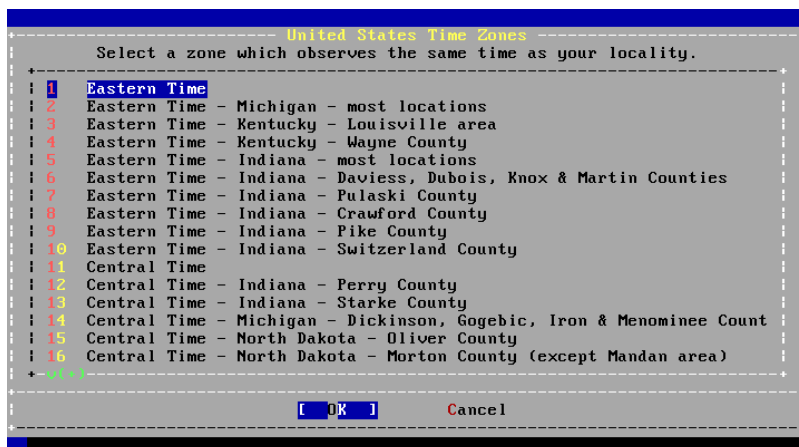 United States Time Zones
Select a zone which observes the same time as your locality.
1 Eastern Time
2 Eastern Time - Michigan - most locations
3 Eastern Time - Kentucky - Louisville area
4 Eastern Time - Kentucky - Wayne County
5 Eastern Time - Indiana - most locations
6 Eastern Time - Indiana - Daviess, Dubois, Knox & Martin Counties
7 Eastern Time - Indiana - Pulaski County
8 Eastern Time - Indiana - Crawford County
9 Eastern Time - Indiana - Pike County
10 Eastern Time - Indiana - Switzerland County
11 Central Time
12 Central Time - Indiana - Perry County
13 Central Time - Indiana - Starke County
14 Central Time - Michigan - Dickinson, Gogebic, Iron & Menominee Count
15 Central Time - North Dakota - Oliver County
16 Central Time - North Dakota - Morton County (except Mandan area)
v(+)
[ OK ] Cancel